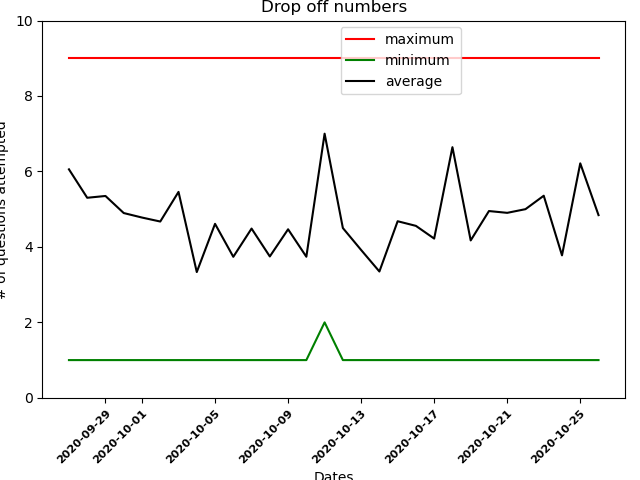 Drop off numbers
maximum
minimum
average
# of questions attempted
10
8
6
4
2
0
2020-09-29
2020-10-01
2020-10-05
2020-10-09
2020-10-13
2020-10-17
2020-10-21
2020-10-25
Dates